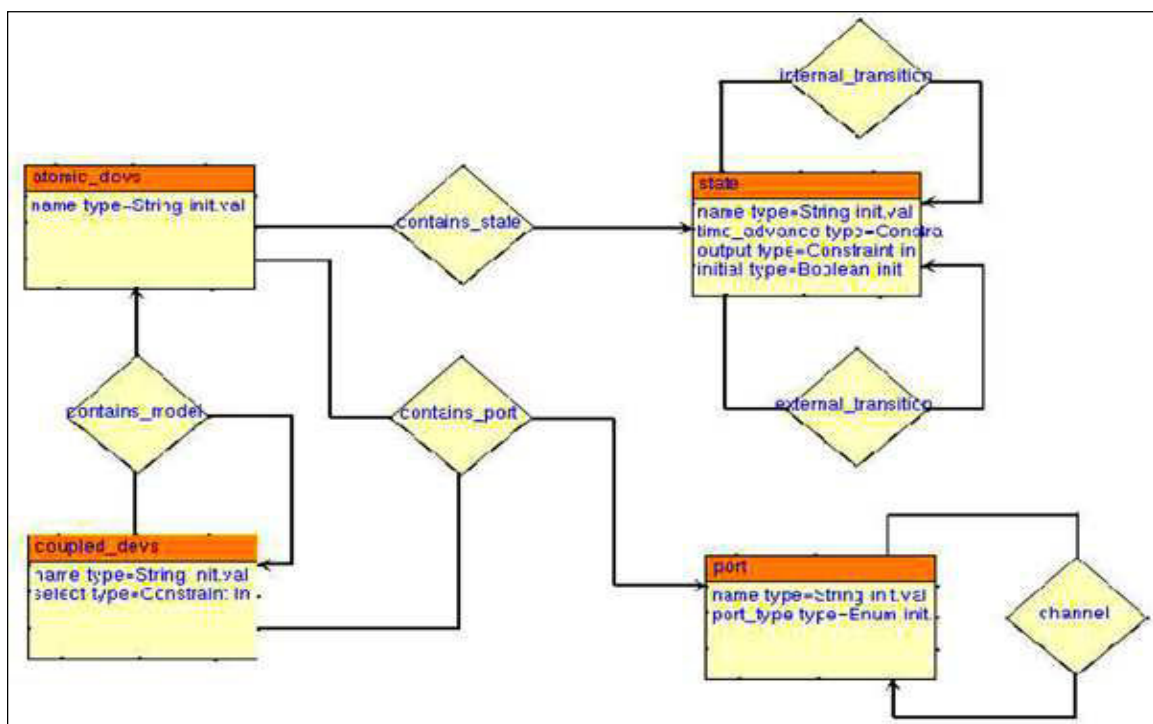 internal_transition
atomic_devs
name type=String init.val
contains_state
state
name type=String init.val
time_advance type=Constra
output type=Constraint in
initial type=Boolean init
contains_model
contains_port
external_transition
coupled_devs
name type=String init.val
select type=Constraint in
port
name type=String init.val
port_type type=Enum init.
channel